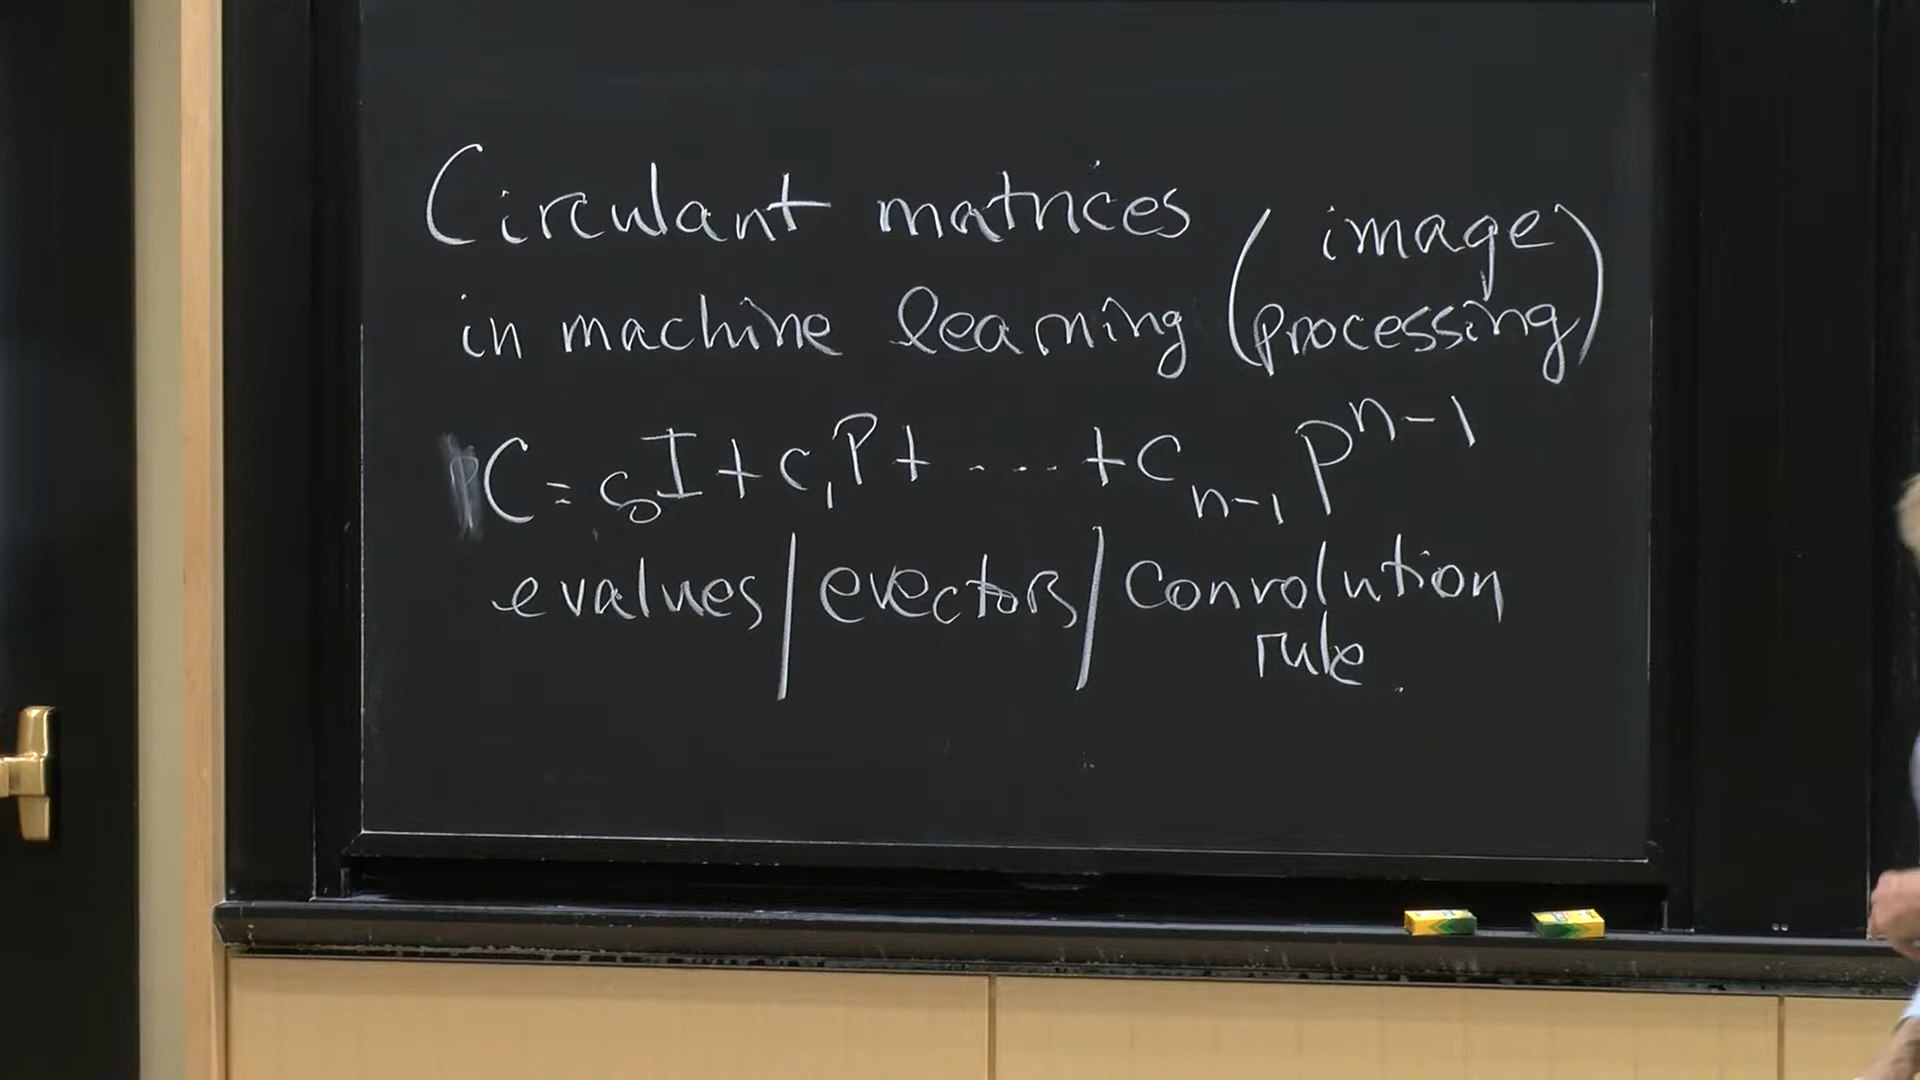 Circulant matrices
in machine learning (image processing)
C = c₀I + c₁P + ···· + cₙ₋₁ Pⁿ⁻¹
evalues / evectors / convolution
rule.